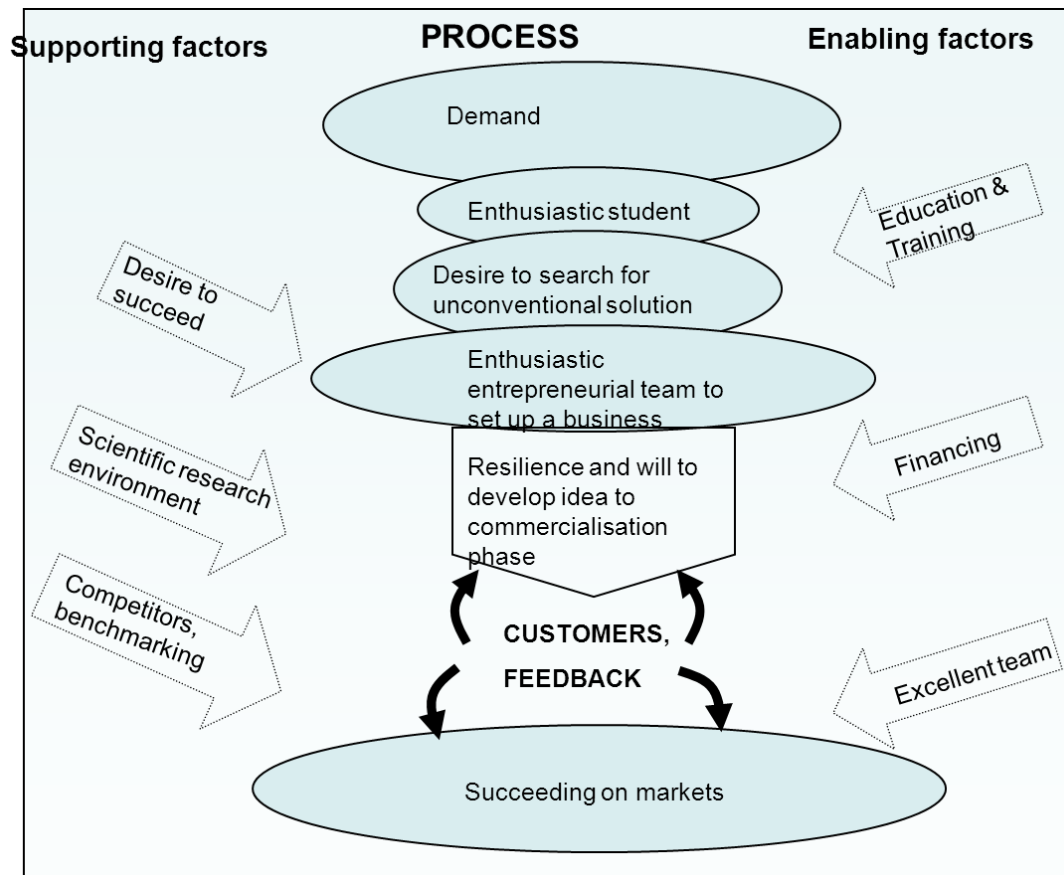 Supporting factors
PROCESS
Enabling factors
Demand
Enthusiastic student
Education &
Training
Desire to search for
unconventional solution
Desire to
succeed
Enthusiastic
entrepreneurial team to
set up a business
Scientific research
environment
Financing
Resilience and will to
develop idea to
commercialisation
phase
Competitors,
benchmarking
CUSTOMERS,
FEEDBACK
Excellent team
Succeeding on markets